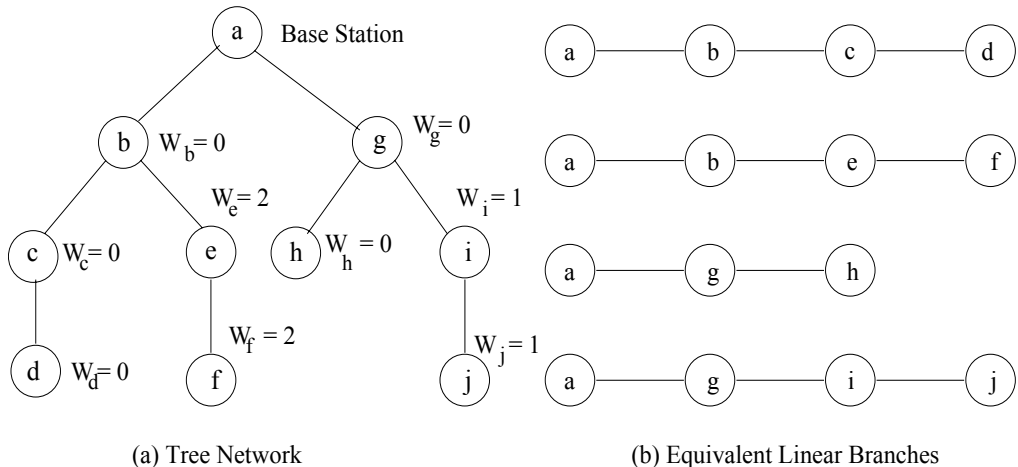 a Base Station
b W_b = 0
g W_g = 0
c W_c = 0
e W_e = 2
h W_h = 0
i W_i = 1
d W_d = 0
f W_f = 2
j W_j = 1
(a) Tree Network
a b c d
a b e f
a g h
a g i j
(b) Equivalent Linear Branches